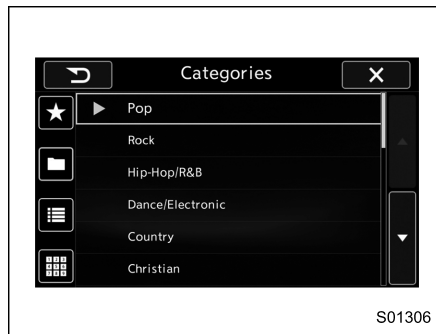 Categories
Pop
Rock
Hip-Hop/R&B
Dance/Electronic
Country
Christian
S01306